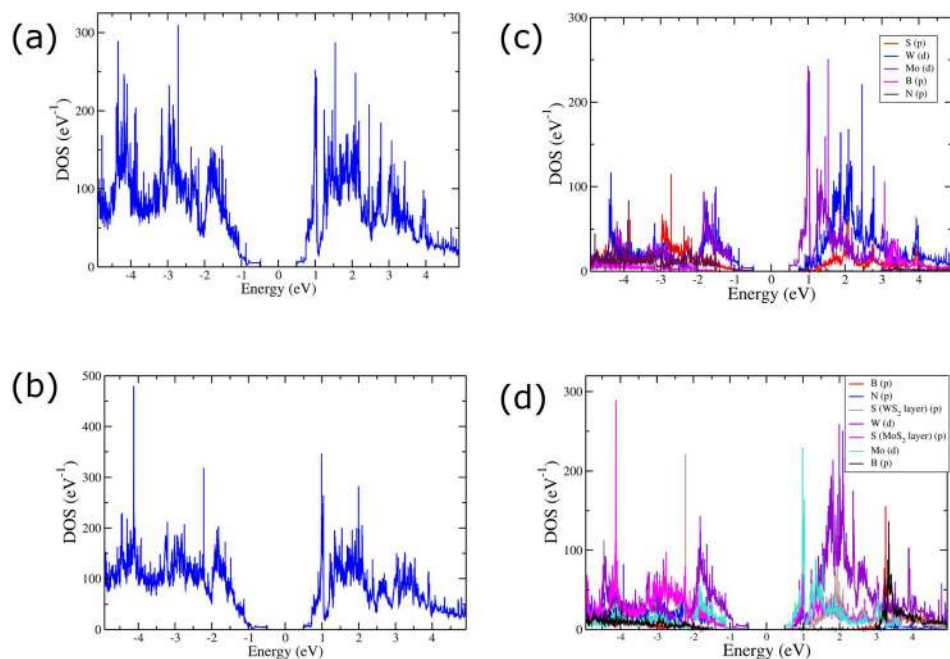 (a)
300
200
100
0
DOS (eV⁻¹)
-4 -3 -2 -1 0 1 2 3 4
Energy (eV)
(c)
300
200
100
0
DOS (eV⁻¹)
S (p)
W (d)
Mo (d)
B (p)
N (p)
-4 -3 -2 -1 0 1 2 3 4
Energy (eV)
(b)
500
400
300
200
100
0
DOS (eV⁻¹)
-4 -3 -2 -1 0 1 2 3 4
Energy (eV)
(d)
300
200
100
0
DOS (eV⁻¹)
B (p)
N (p)
S (WS₂ layer) (p)
W (d)
S (MoS₂ layer) (p)
Mo (d)
B (p)
-4 -3 -2 -1 0 1 2 3 4
Energy (eV)